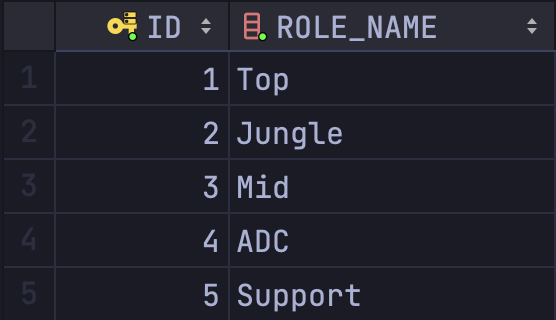 ID ROLE_NAME
1 1 Top
2 2 Jungle
3 3 Mid
4 4 ADC
5 5 Support